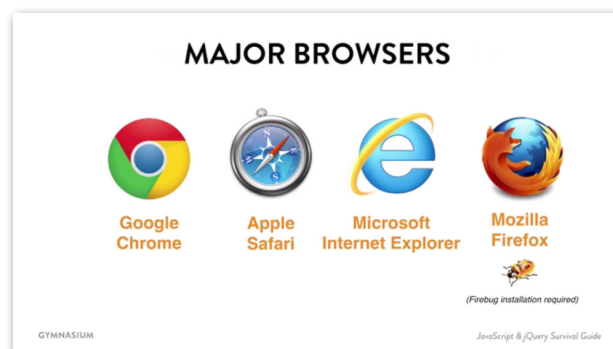 MAJOR BROWSERS
Google
Chrome
Apple
Safari
Microsoft
Internet Explorer
Mozilla
Firefox
(Firebug installation required)
GYMNASIUM
JavaScript & jQuery Survival Guide